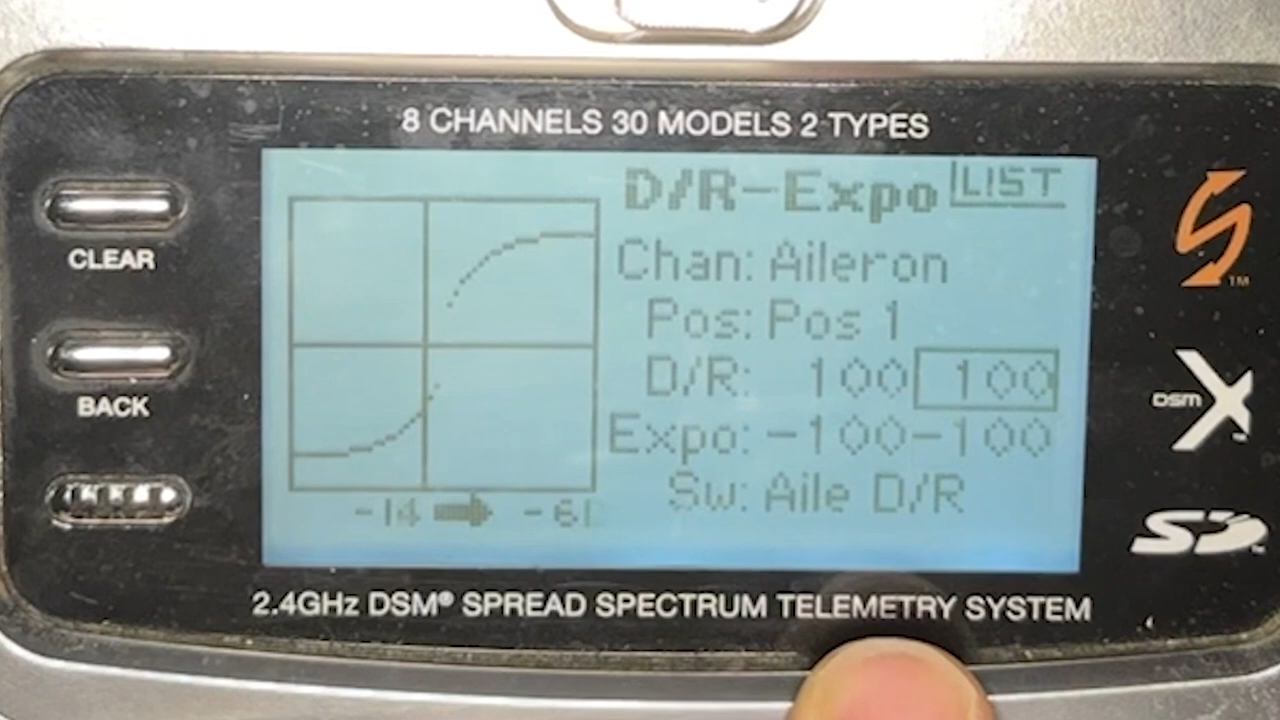 8 CHANNELS 30 MODELS 2 TYPES
D/R-Expo LIST
CLEAR
Chan: Aileron
Pos: Pos 1
D/R: 100 100
BACK
DSM X
Expo: -100-100
Sw: Aile D/R
-14
SD
2.4GHz DSM® SPREAD SPECTRUM TELEMETRY SYSTEM